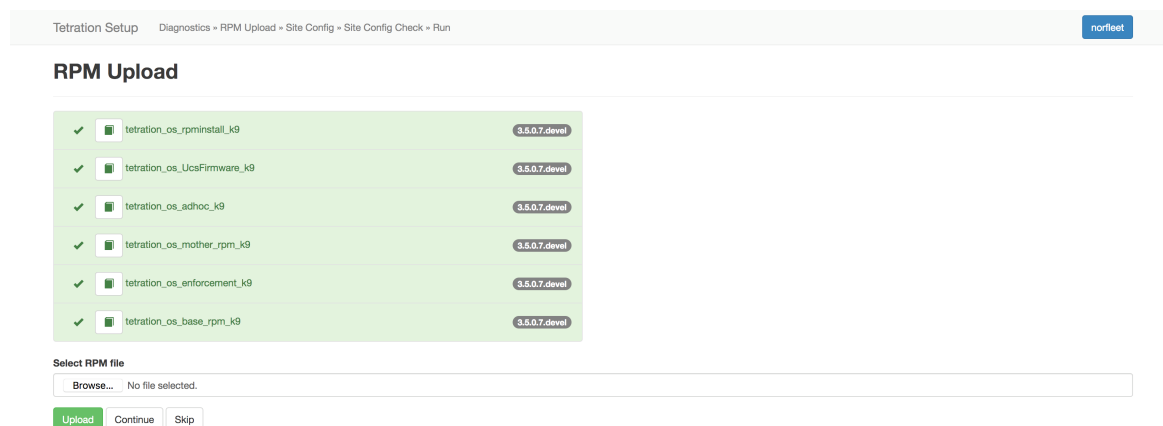 Tetration Setup Diagnostics » RPM Upload » Site Config » Site Config Check » Run norfleet
RPM Upload
tetration_os_rpminstall_k9 3.5.0.7.devel
tetration_os_UcsFirmware_k9 3.5.0.7.devel
tetration_os_adhoc_k9 3.5.0.7.devel
tetration_os_mother_rpm_k9 3.5.0.7.devel
tetration_os_enforcement_k9 3.5.0.7.devel
tetration_os_base_rpm_k9 3.5.0.7.devel
Select RPM file
Browse... No file selected.
Upload Continue Skip